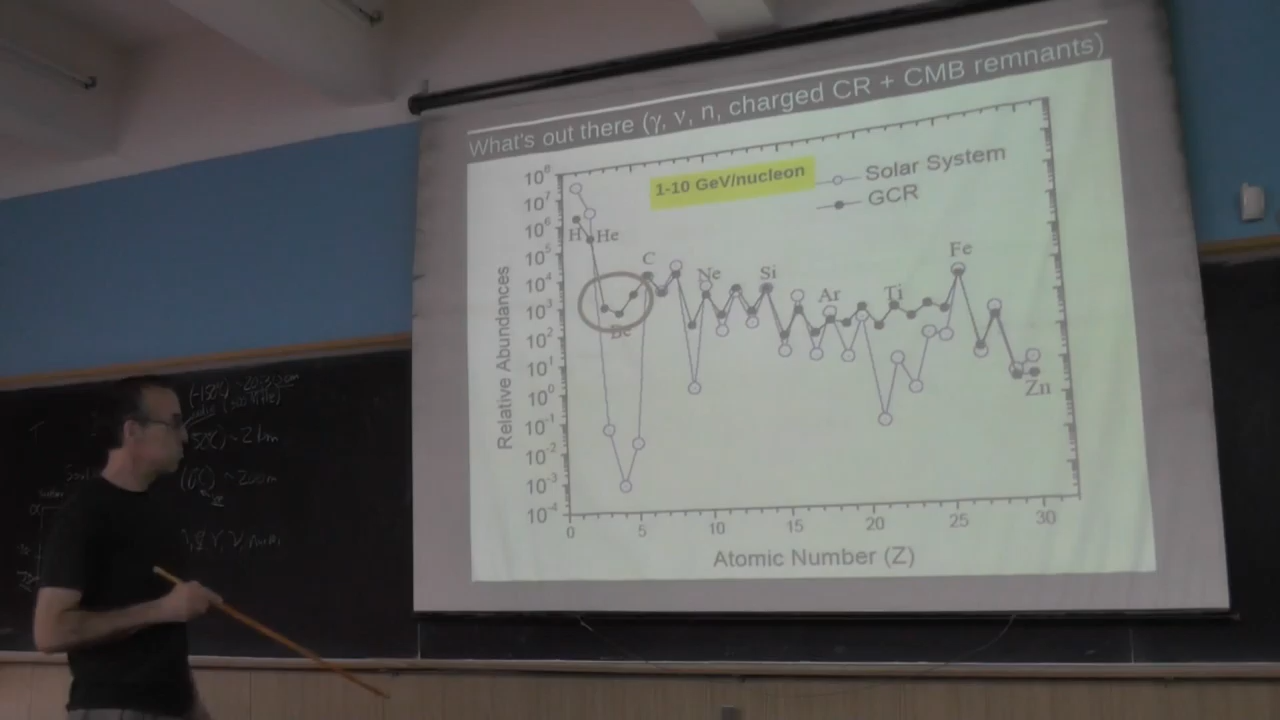 What's out there (γ, ν, n, charged CR + CMB remnants)
1-10 GeV/nucleon
Solar System
GCR
Relative Abundances
10⁸
10⁷
10⁶
10⁵
10⁴
10³
10²
10¹
10⁰
10⁻¹
10⁻²
10⁻³
10⁻⁴
H He
C
Be
Ne
Si
Ar
Ti
Fe
Zn
0 5 10 15 20 25 30
Atomic Number (Z)
~2km
~200m